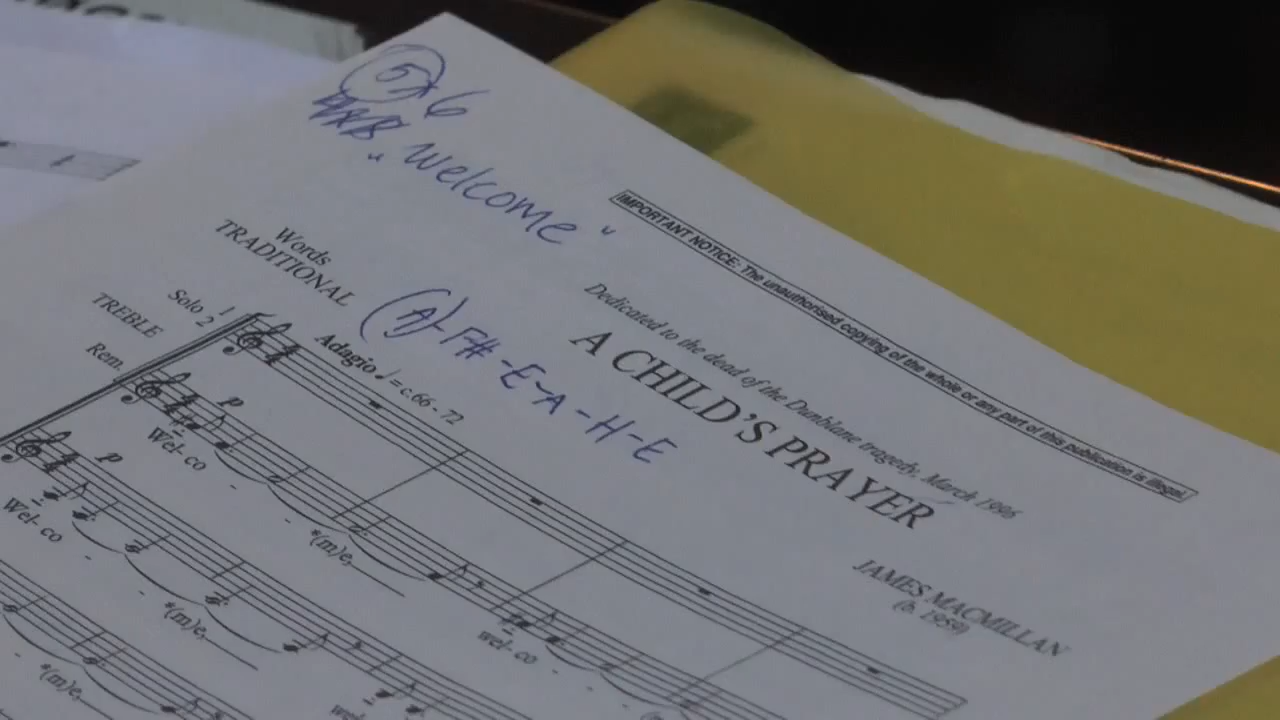 5 x 6
"Welcome"
IMPORTANT NOTICE: The unauthorised copying of the whole or any part of this publication is illegal.
Words
TRADITIONAL
Dedicated to the dead of the Dunblane tragedy, March 1996
A CHILD'S PRAYER
JAMES MACMILLAN
(b. 1959)
(A)-F#-E-A-H-E
Adagio ♩ = c.66 - 72
TREBLE
Solo 1
2
Rem.
p
Wel- co - - *(m)e, wel- co - -
p
Wel- co - - *(m)e,
*(m)e,